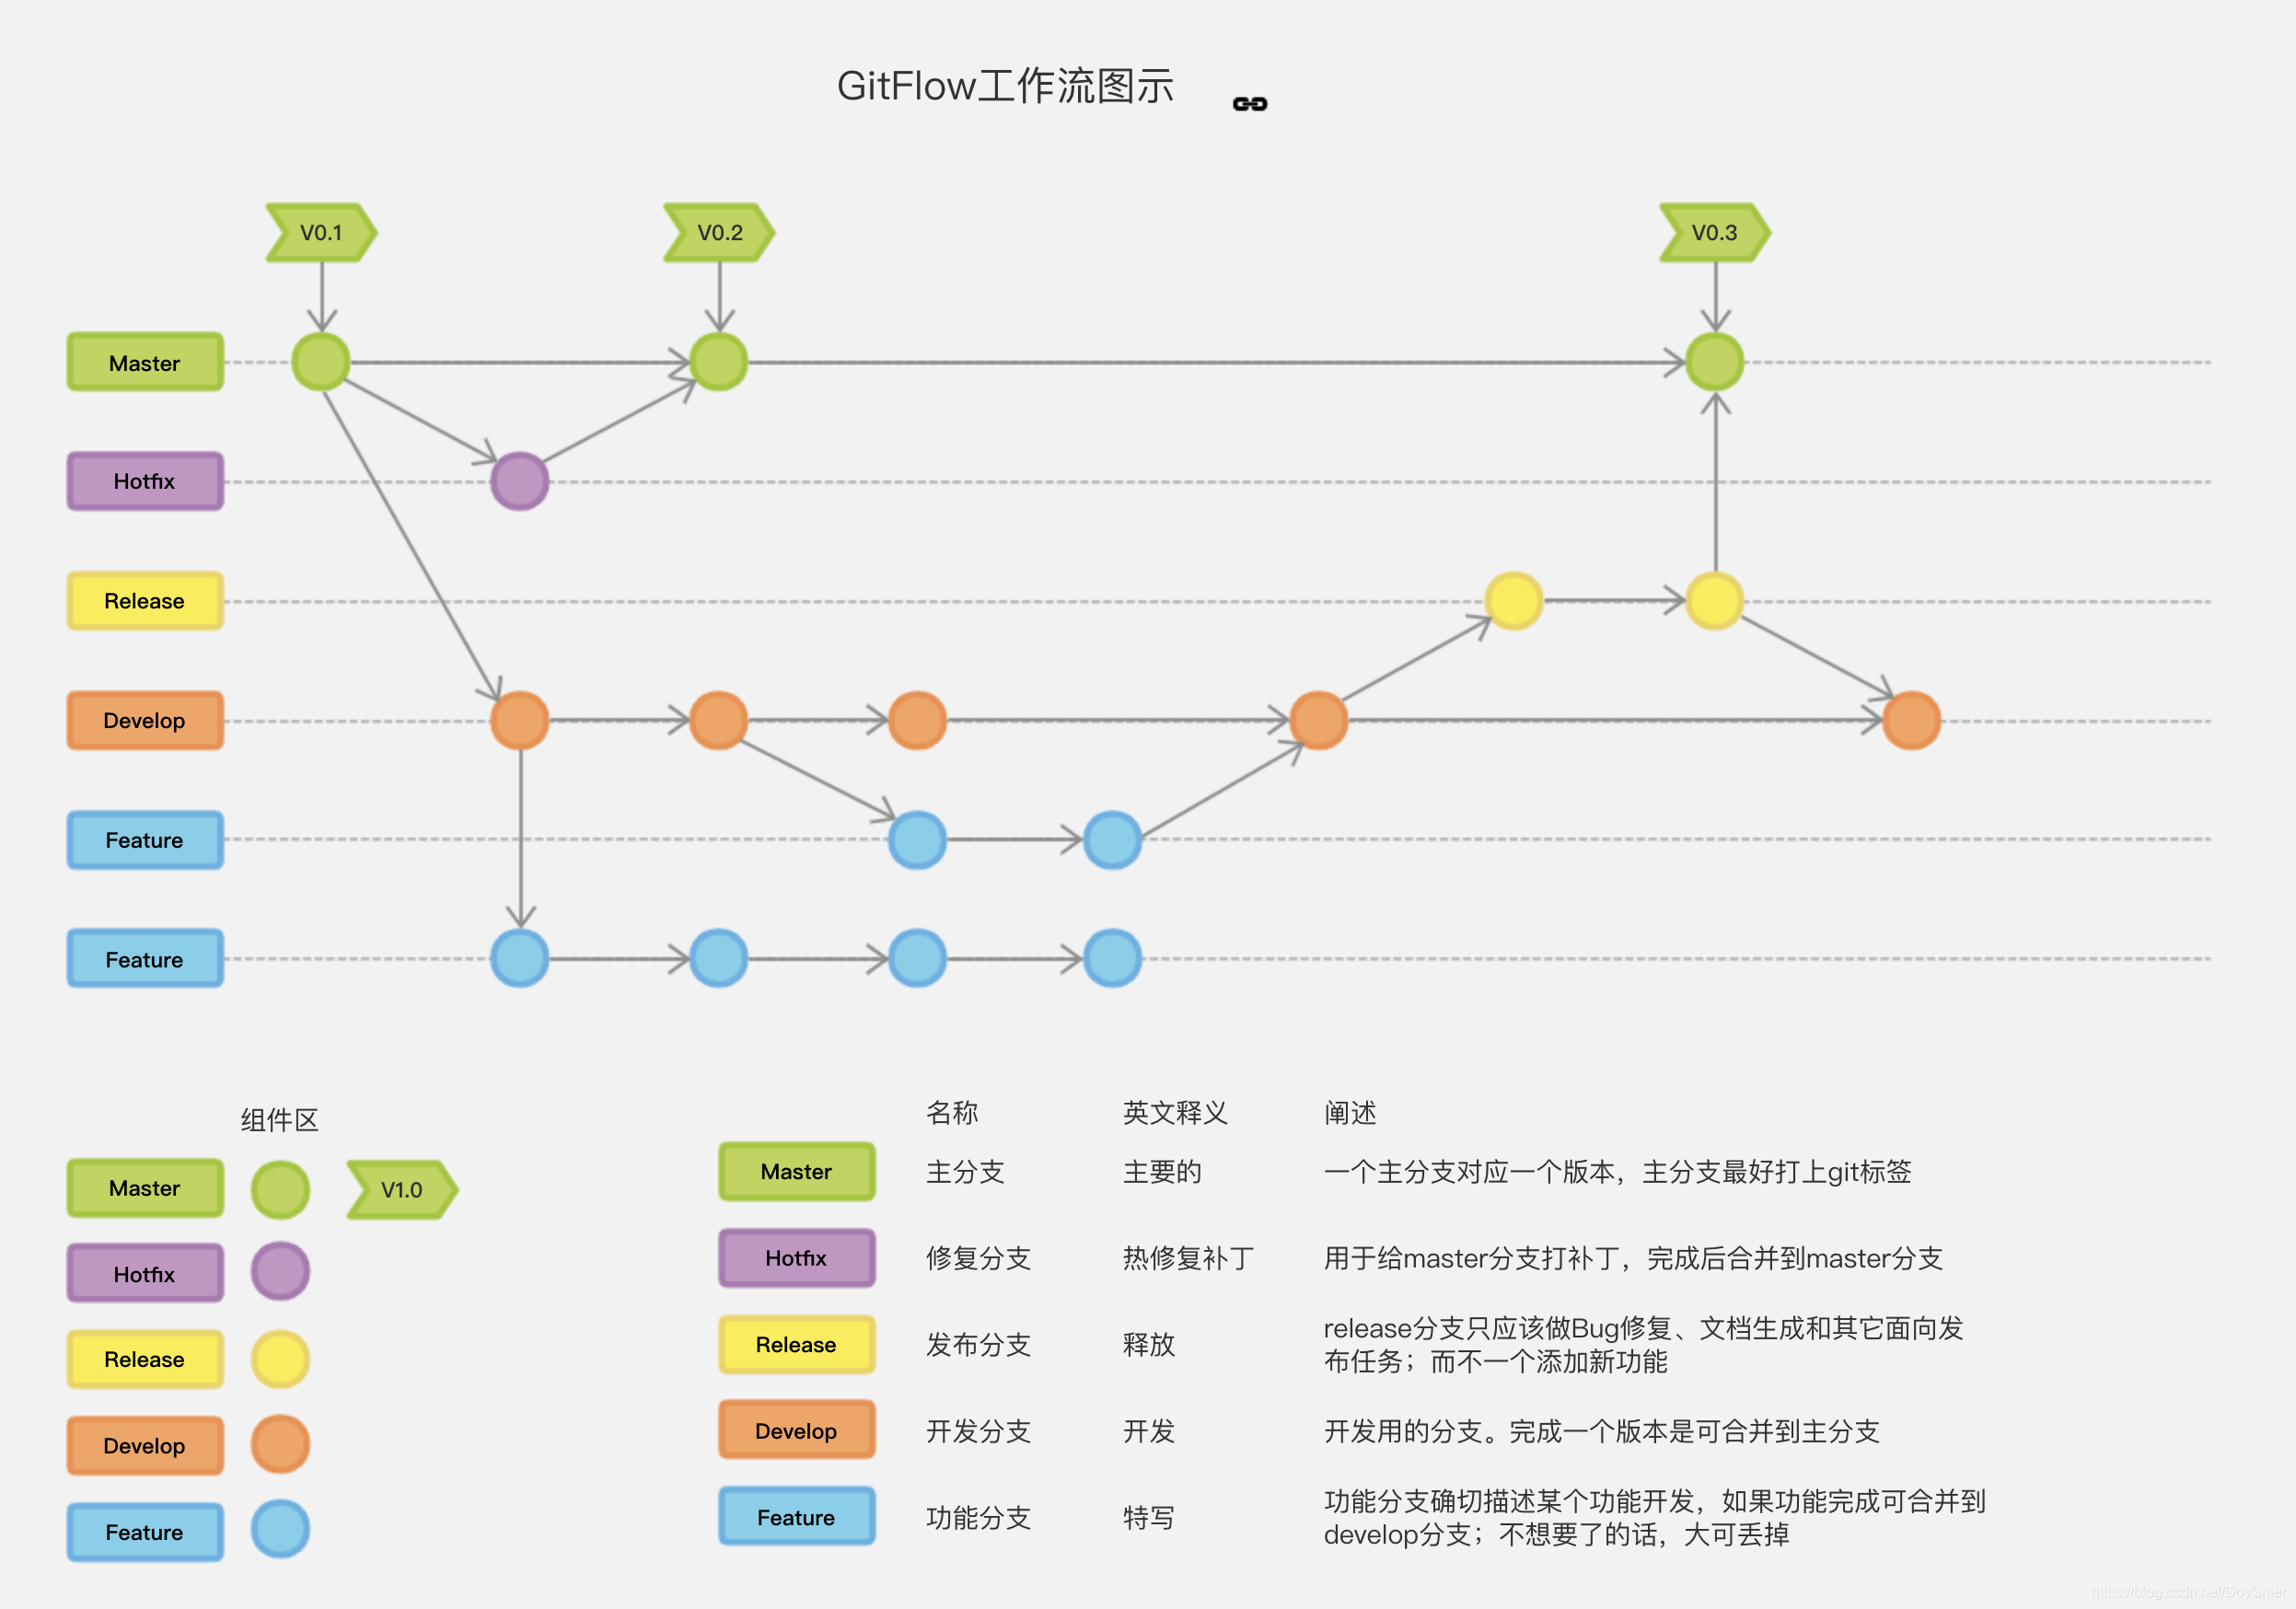 GitFlow工作流图示
V0.1
V0.2
V0.3
Master
Hotfix
Release
Develop
Feature
Feature
组件区
Master
V1.0
Hotfix
Release
Develop
Feature
名称 英文释义 阐述
Master 主分支 主要的 一个主分支对应一个版本，主分支最好打上git标签
Hotfix 修复分支 热修复补丁 用于给master分支打补丁，完成后合并到master分支
Release 发布分支 释放 release分支只应该做Bug修复、文档生成和其它面向发
布任务；而不一个添加新功能
Develop 开发分支 开发 开发用的分支。完成一个版本是可合并到主分支
Feature 功能分支 特写 功能分支确切描述某个功能开发，如果功能完成可合并到
develop分支；不想要了的话，大可丢掉
https://blog.csdn.net/DovSnier